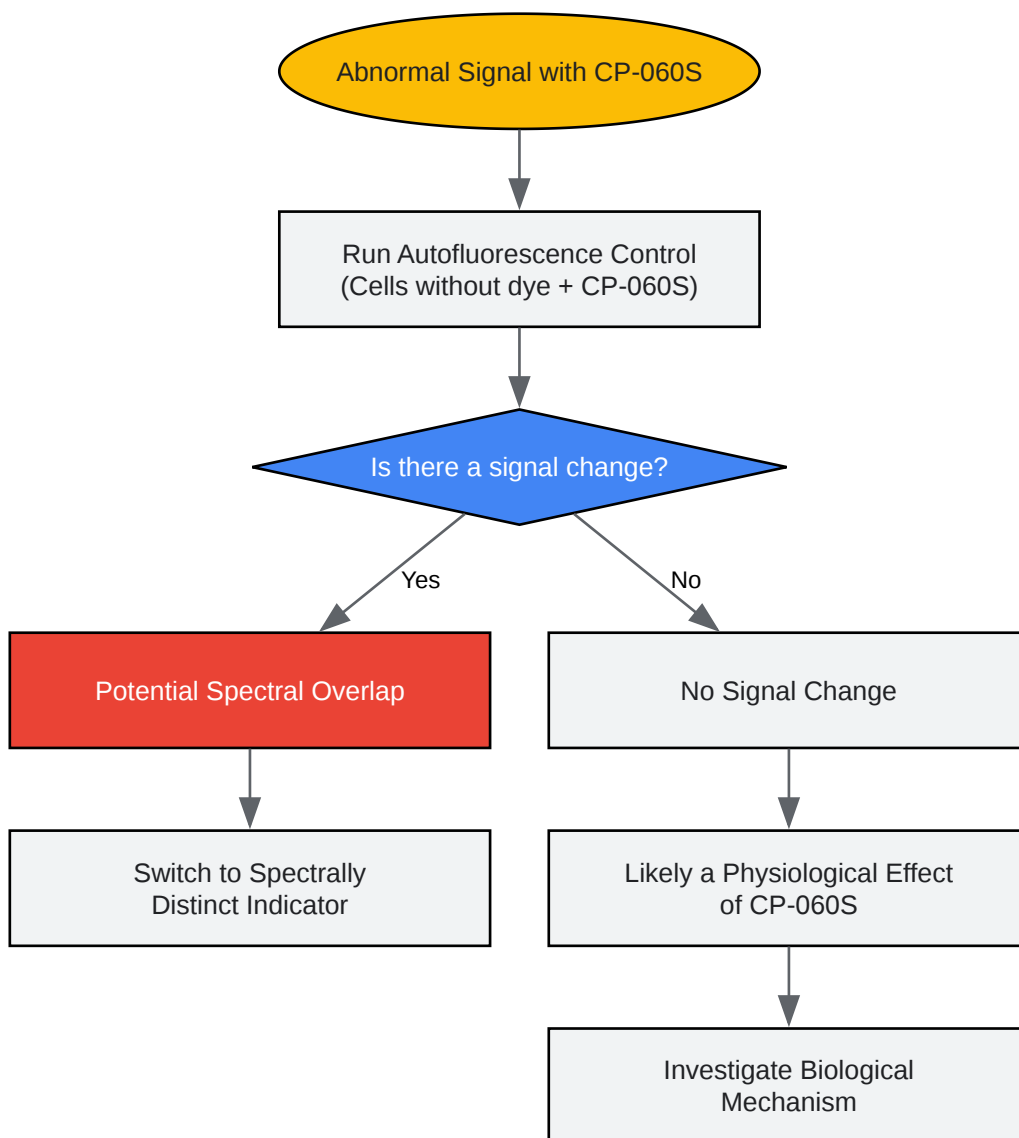 Abnormal Signal with CP-060S
Run Autofluorescence Control
(Cells without dye + CP-060S)
Is there a signal change?
Yes
No
Potential Spectral Overlap
No Signal Change
Switch to Spectrally
Distinct Indicator
Likely a Physiological Effect
of CP-060S
Investigate Biological
Mechanism